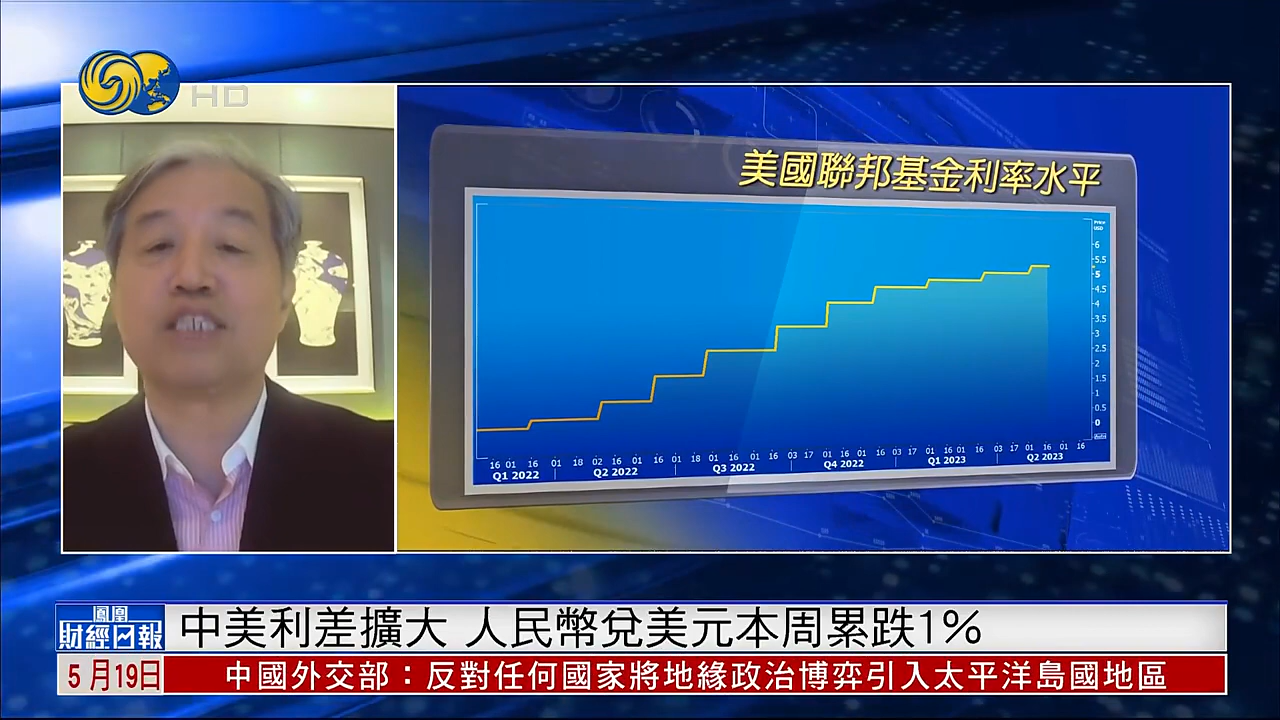 HD
美國聯邦基金利率水平
Price
USD
6
5.5
5
4.5
4
3.5
3
2.5
2
1.5
1
0.5
0
Auto
16 01 16 01 18 02 16 01 16 01 18 01 16 01 16 03 17 01 16 01 16 03 17 01 16 01 16 03 17 01 16 01 16
Q1 2022 Q2 2022 Q3 2022 Q4 2022 Q1 2023 Q2 2023
鳳凰
財經日報
中美利差擴大 人民幣兌美元本周累跌1%
5月19日
中國外交部：反對任何國家將地緣政治博弈引入太平洋島國地區